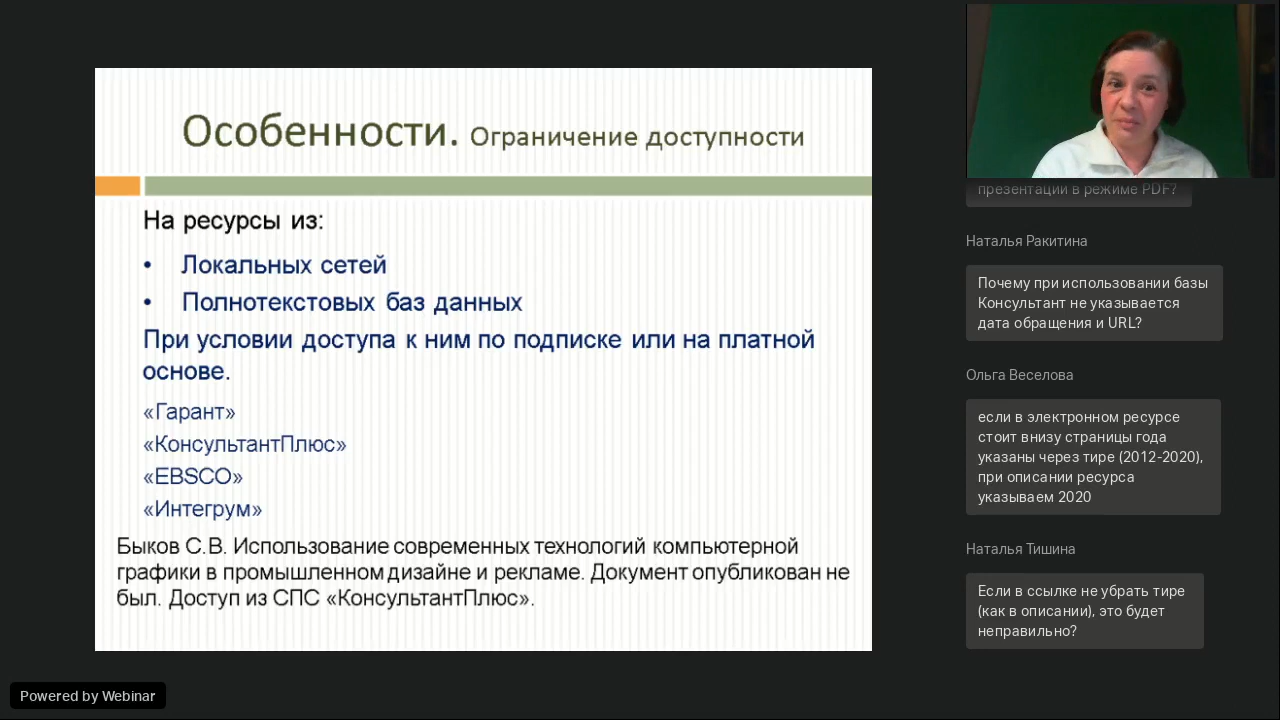 Особенности. Ограничение доступности
На ресурсы из:
• Локальных сетей
• Полнотекстовых баз данных
При условии доступа к ним по подписке или на платной
основе.
«Гарант»
«КонсультантПлюс»
«EBSCO»
«Интегрум»
Быков С.В. Использование современных технологий компьютерной
графики в промышленном дизайне и рекламе. Документ опубликован не
был. Доступ из СПС «КонсультантПлюс».
презентации в режиме PDF?
Наталья Ракитина
Почему при использовании базы
Консультант не указывается
дата обращения и URL?
Ольга Веселова
если в электронном ресурсе
стоит внизу страницы года
указаны через тире (2012-2020),
при описании ресурса
указываем 2020
Наталья Тишина
Если в ссылке не убрать тире
(как в описании), это будет
неправильно?
Powered by Webinar